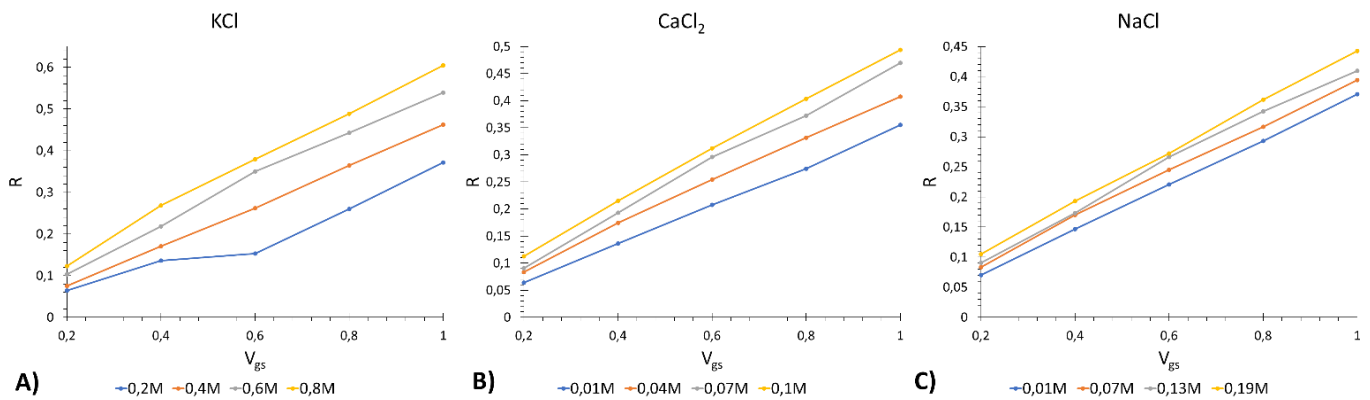 KCl
R
0,6
0,5
0,4
0,3
0,2
0,1
0
0,2 0,4 0,6 0,8 1
V_gs
A)
0,2M 0,4M 0,6M 0,8M
CaCl₂
R
0,5
0,45
0,4
0,35
0,3
0,25
0,2
0,15
0,1
0,05
0
0,2 0,4 0,6 0,8 1
V_gs
B)
0,01M 0,04M 0,07M 0,1M
NaCl
R
0,45
0,4
0,35
0,3
0,25
0,2
0,15
0,1
0,05
0
0,2 0,4 0,6 0,8 1
V_gs
C)
0,01M 0,07M 0,13M 0,19M